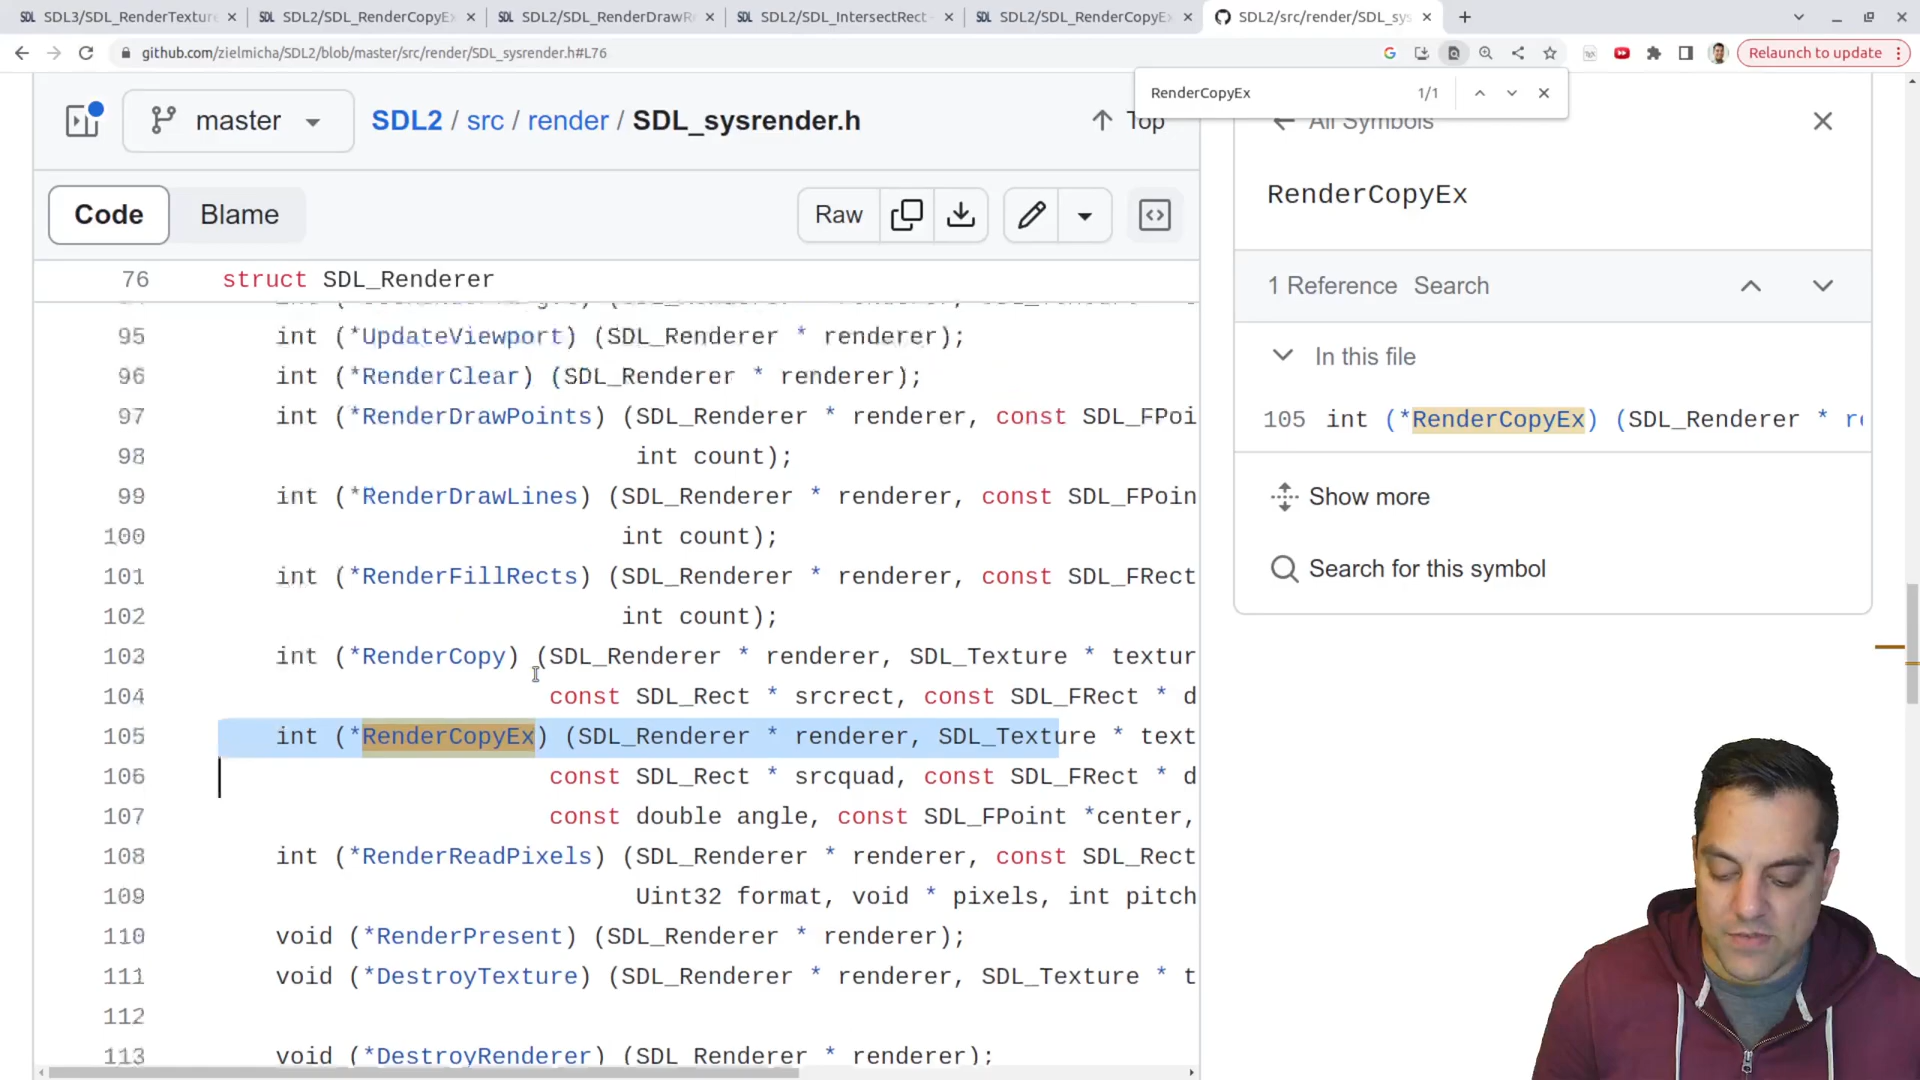 SDL3/SDL_RenderTextur
SDL2/SDL_RenderCopyEx
SDL2/SDL_RenderDrawR
SDL2/SDL_IntersectRect -
SDL2/SDL_RenderCopyEx
SDL2/src/render/SDL_sys
github.com/zielmicha/SDL2/blob/master/src/render/SDL_sysrender.h#L76
Relaunch to update
RenderCopyEx 1/1
master
SDL2 / src / render / SDL_sysrender.h
Top
All Symbols
Code
Blame
Raw
RenderCopyEx
76 struct SDL_Renderer
95 int (*UpdateViewport) (SDL_Renderer * renderer);
96 int (*RenderClear) (SDL_Renderer * renderer);
97 int (*RenderDrawPoints) (SDL_Renderer * renderer, const SDL_FPoi
98 int count);
99 int (*RenderDrawLines) (SDL_Renderer * renderer, const SDL_FPoin
100 int count);
101 int (*RenderFillRects) (SDL_Renderer * renderer, const SDL_FRect
102 int count);
103 int (*RenderCopy) (SDL_Renderer * renderer, SDL_Texture * textur
104 const SDL_Rect * srcrect, const SDL_FRect * d
105 int (*RenderCopyEx) (SDL_Renderer * renderer, SDL_Texture * text
106 const SDL_Rect * srcquad, const SDL_FRect * d
107 const double angle, const SDL_FPoint *center,
108 int (*RenderReadPixels) (SDL_Renderer * renderer, const SDL_Rect
109 Uint32 format, void * pixels, int pitch
110 void (*RenderPresent) (SDL_Renderer * renderer);
111 void (*DestroyTexture) (SDL_Renderer * renderer, SDL_Texture * t
112
113 void (*DestroyRenderer) (SDL_Renderer * renderer);
1 Reference Search
In this file
105 int (*RenderCopyEx) (SDL_Renderer * re
Show more
Search for this symbol